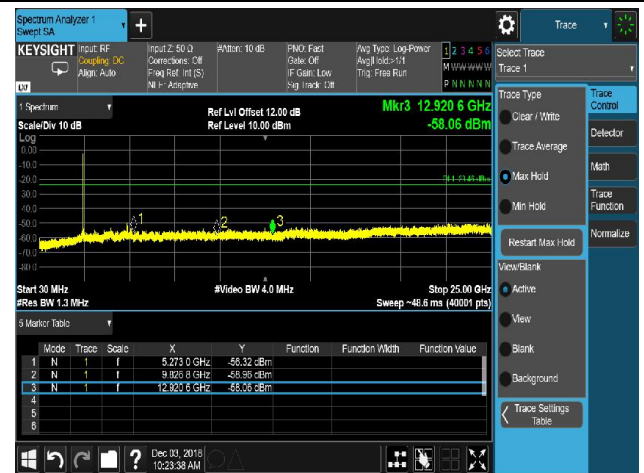 Spectrum Analyzer 1
Swept SA
+
Trace
KEYSIGHT
Input: RF
Coupling: DC
Align: Auto
Input Z: 50 Ω
Corrections: Off
Freq Ref: Int (S)
NFE: Adaptive
#Atten: 10 dB
PNO: Fast
Gate: Off
IF Gain: Low
Sig Track: Off
Avg Type: Log-Power
Avg|Hold:>1/1
Trig: Free Run
1 2 3 4 5 6
M W W W W W
P N N N N N
Select Trace
Trace 1
1 Spectrum
Scale/Div 10 dB
Log
Ref Lvl Offset 12.00 dB
Ref Level 10.00 dBm
Mkr3 12.920 6 GHz
-58.06 dBm
0.00
-10.0
-20.0
-30.0
-40.0
-50.0
-60.0
-70.0
-80.0
1
2
3
Start 30 MHz
#Res BW 1.3 MHz
#Video BW 4.0 MHz
Stop 25.00 GHz
Sweep ~48.6 ms (40001 pts)
5 Marker Table
Mode Trace Scale X Y Function Function Width Function Value
1 N 1 f 5.273 0 GHz -56.32 dBm
2 N 1 f 9.826 8 GHz -58.96 dBm
3 N 1 f 12.920 6 GHz -58.06 dBm
4
5
6
?
Dec 03, 2018
10:23:38 AM
Trace Type
Clear / Write
Trace Average
Max Hold
Min Hold
Restart Max Hold
View/Blank
Active
View
Blank
Background
Trace Settings
Table
Trace
Control
Detector
Math
Trace
Function
Normalize